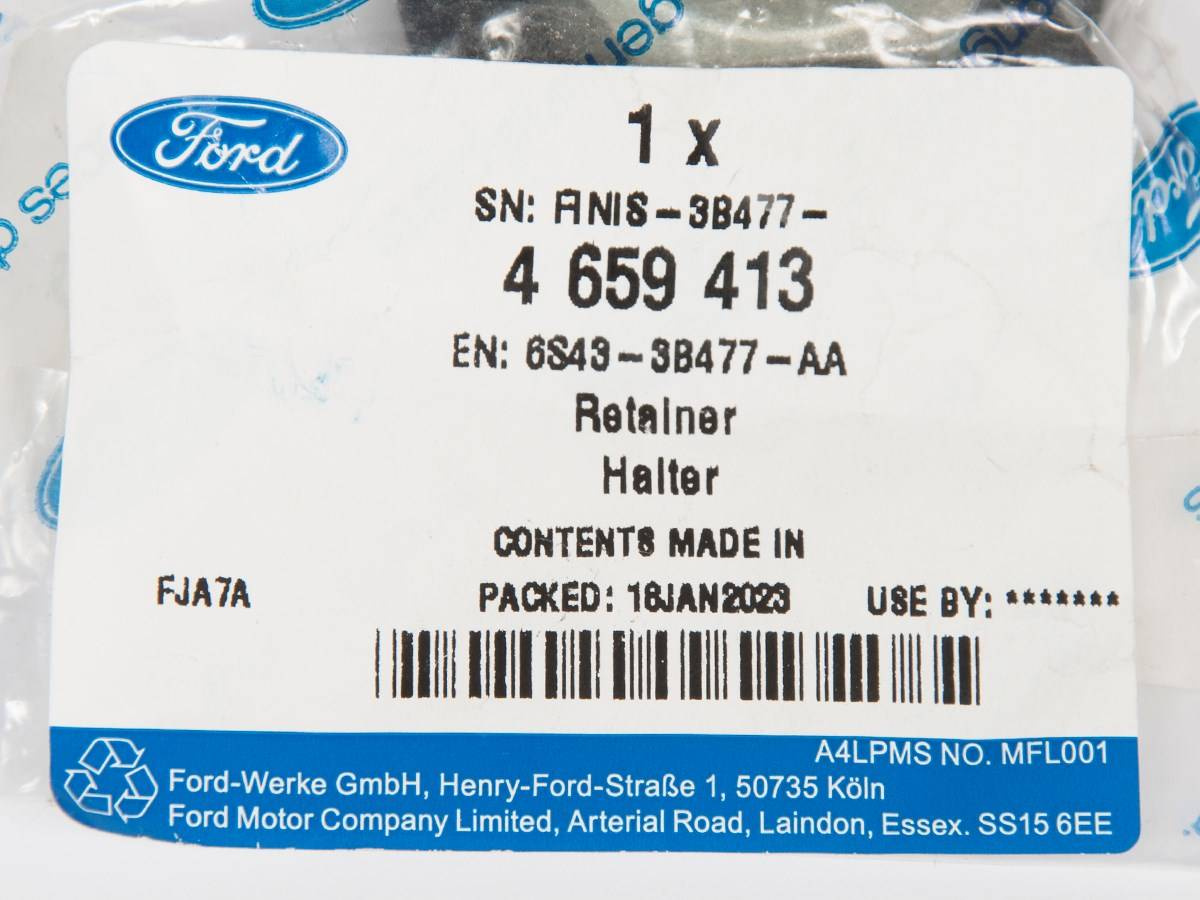 Ford
1 x
SN: FINIS-3B477-
4 659 413
EN: 6S43-3B477-AA
Retainer
Halter
CONTENTS MADE IN
FJA7A PACKED: 18JAN2023 USE BY: *******
A4LPMS NO. MFL001
Ford-Werke GmbH, Henry-Ford-Straße 1, 50735 Köln
Ford Motor Company Limited, Arterial Road, Laindon, Essex. SS15 6EE
Ford